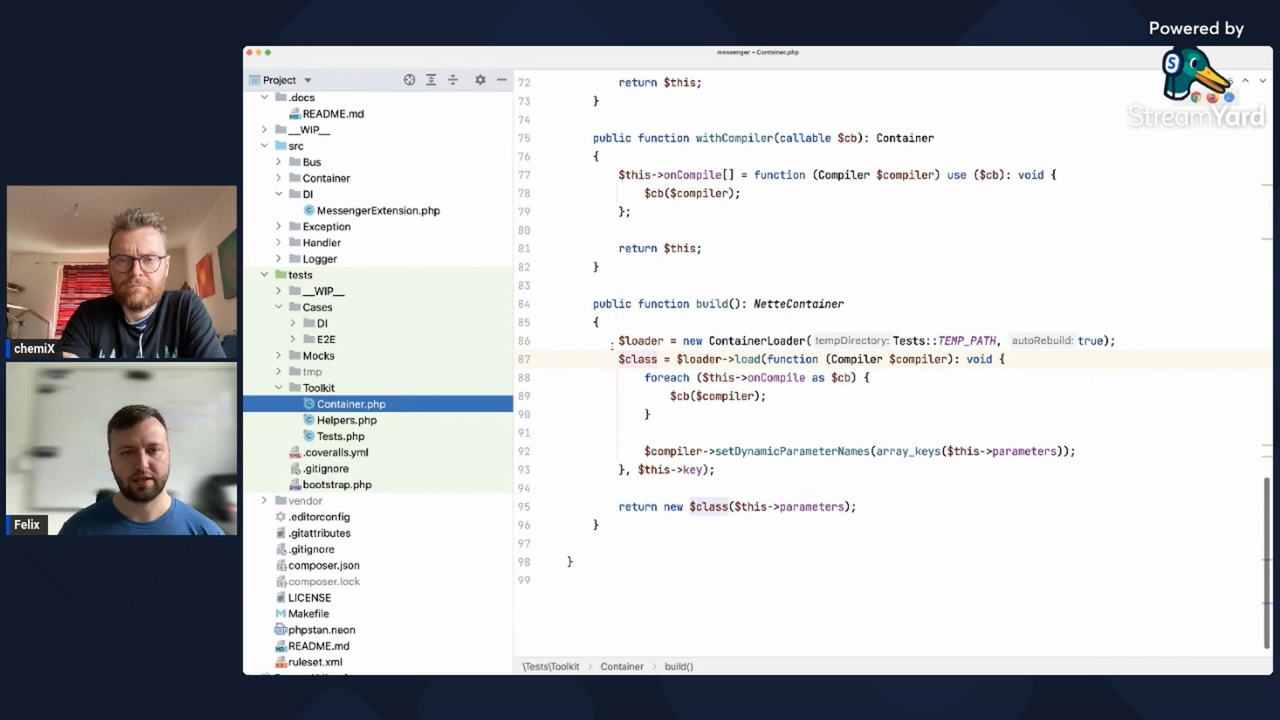 Powered by
StreamYard
messenger – Container.php
Project
.docs
README.md
__WIP__
src
Bus
Container
DI
MessengerExtension.php
Exception
Handler
Logger
tests
__WIP__
Cases
DI
E2E
Mocks
tmp
Toolkit
Container.php
Helpers.php
Tests.php
.coveralls.yml
.gitignore
bootstrap.php
vendor
.editorconfig
.gitattributes
.gitignore
composer.json
composer.lock
LICENSE
Makefile
phpstan.neon
README.md
ruleset.xml
72 return $this;
73 }
74
75 public function withCompiler(callable $cb): Container
76 {
77 $this->onCompile[] = function (Compiler $compiler) use ($cb): void {
78 $cb($compiler);
79 };
80
81 return $this;
82 }
83
84 public function build(): NetteContainer
85 {
86 $loader = new ContainerLoader( tempDirectory: Tests::TEMP_PATH, autoRebuild: true);
87 $class = $loader->load(function (Compiler $compiler): void {
88 foreach ($this->onCompile as $cb) {
89 $cb($compiler);
90 }
91
92 $compiler->setDynamicParameterNames(array_keys($this->parameters));
93 }, $this->key);
94
95 return new $class($this->parameters);
96 }
97
98 }
99
\Tests\Toolkit > Container > build()
chemiX
Felix